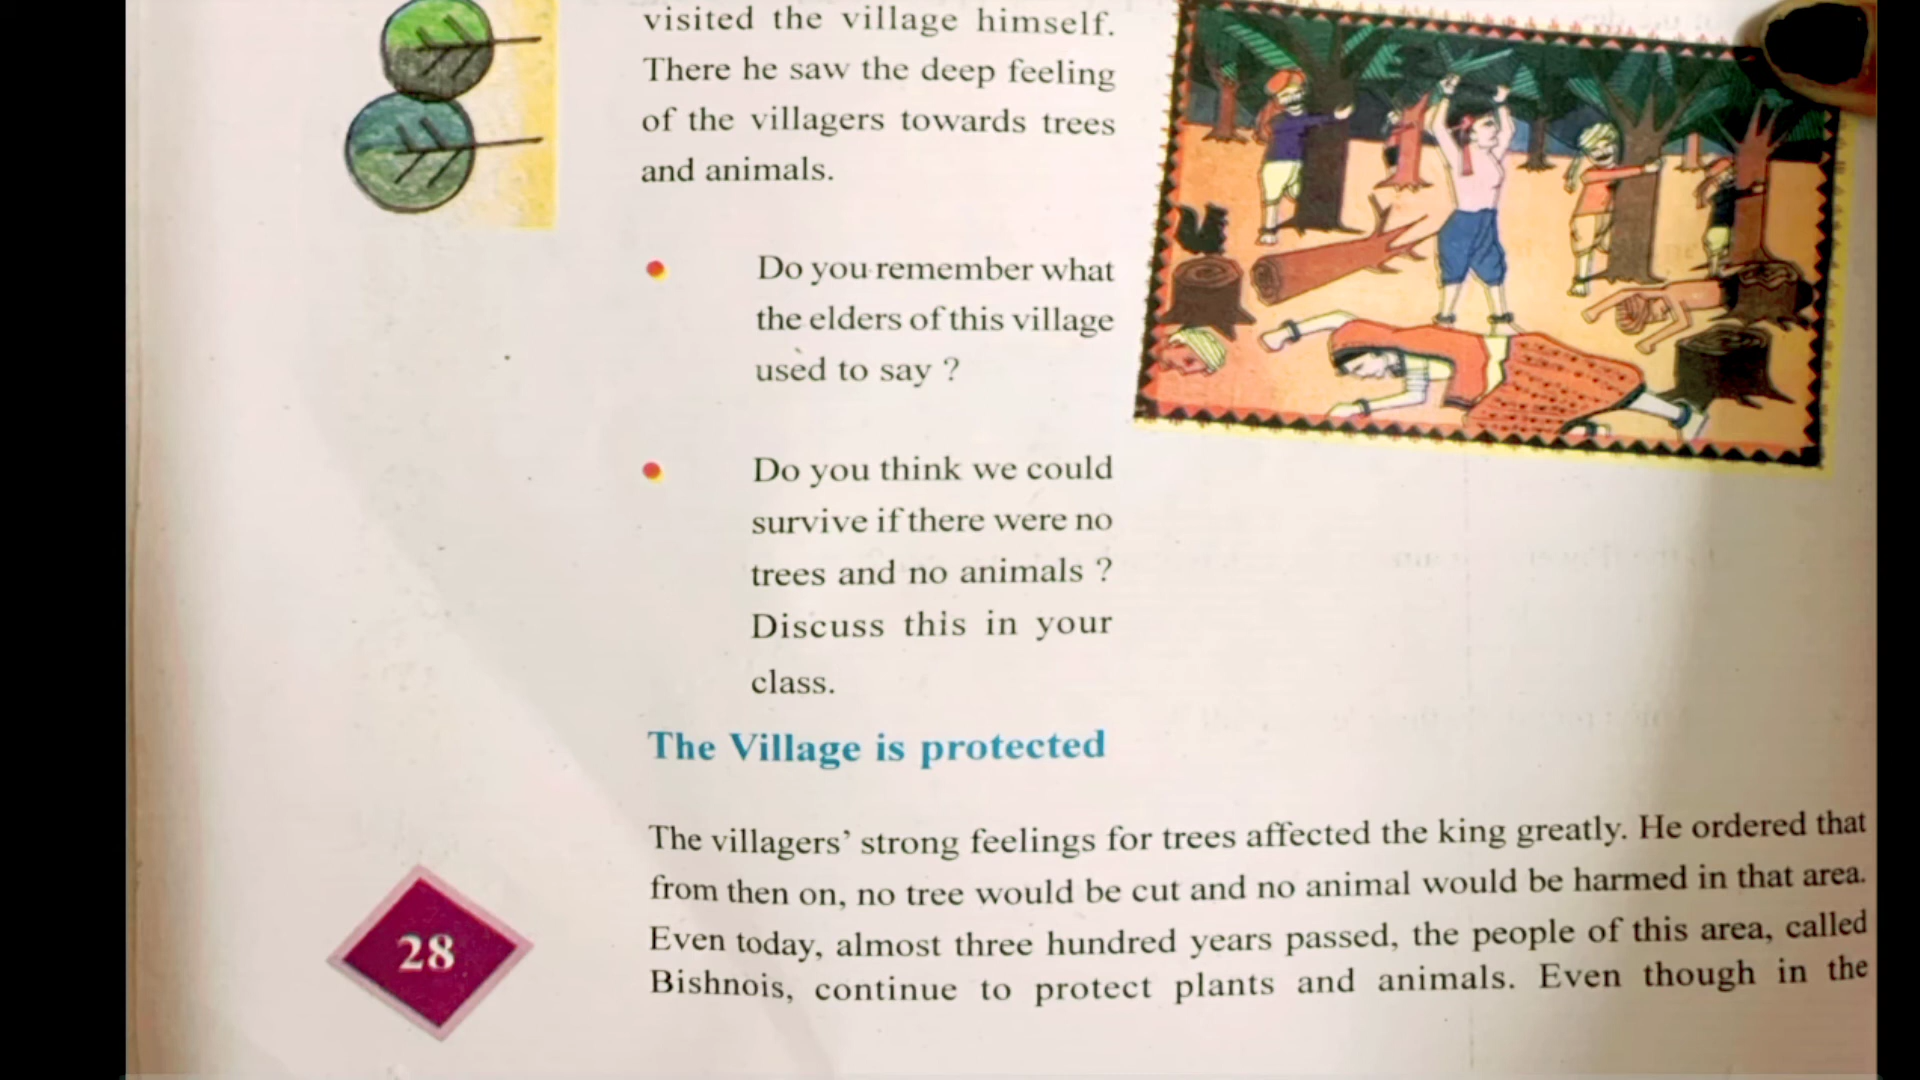 visited the village himself.
There he saw the deep feeling
of the villagers towards trees
and animals.
Do you remember what
the elders of this village
used to say ?
Do you think we could
survive if there were no
trees and no animals ?
Discuss this in your
class.
The Village is protected
The villagers’ strong feelings for trees affected the king greatly. He ordered that
from then on, no tree would be cut and no animal would be harmed in that area.
Even today, almost three hundred years passed, the people of this area, called
Bishnois, continue to protect plants and animals. Even though in the
28